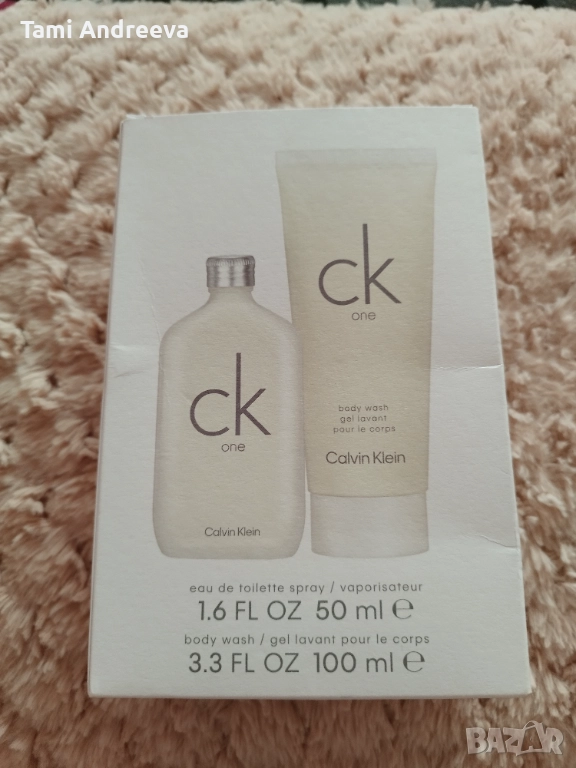 Tami Andreeva
ck
one
body wash
gel lavant
pour le corps
Calvin Klein
ck
one
Calvin Klein
eau de toilette spray / vaporisateur
1.6 FL OZ 50 ml ℮
body wash / gel lavant pour le corps
3.3 FL OZ 100 ml ℮
BAZAR